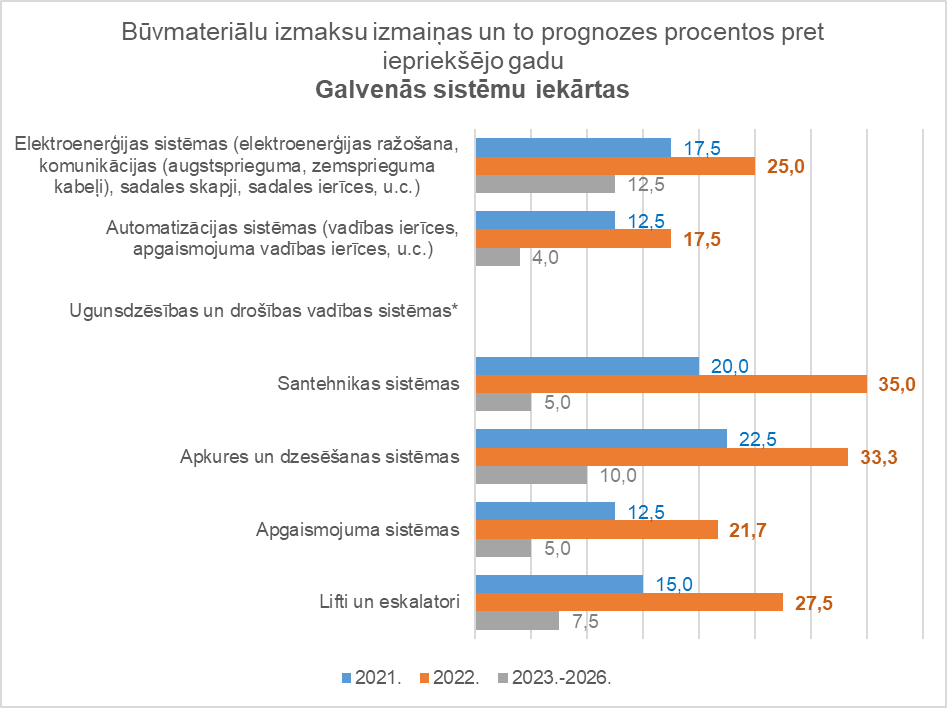 Būvmateriālu izmaksu izmaiņas un to prognozes procentos pret
iepriekšējo gadu
Galvenās sistēmu iekārtas
Elektroenerģijas sistēmas (elektroenerģijas ražošana,
komunikācijas (augstsprieguma, zemsprieguma
kabeļi), sadales skapji, sadales ierīces, u.c.)
17,5
25,0
12,5
Automatizācijas sistēmas (vadības ierīces,
apgaismojuma vadības ierīces, u.c.)
12,5
17,5
4,0
Ugunsdzēsības un drošības vadības sistēmas*
Santehnikas sistēmas
20,0
35,0
5,0
Apkures un dzesēšanas sistēmas
22,5
33,3
10,0
Apgaismojuma sistēmas
12,5
21,7
5,0
Lifti un eskalatori
15,0
27,5
7,5
2021. 2022. 2023.-2026.